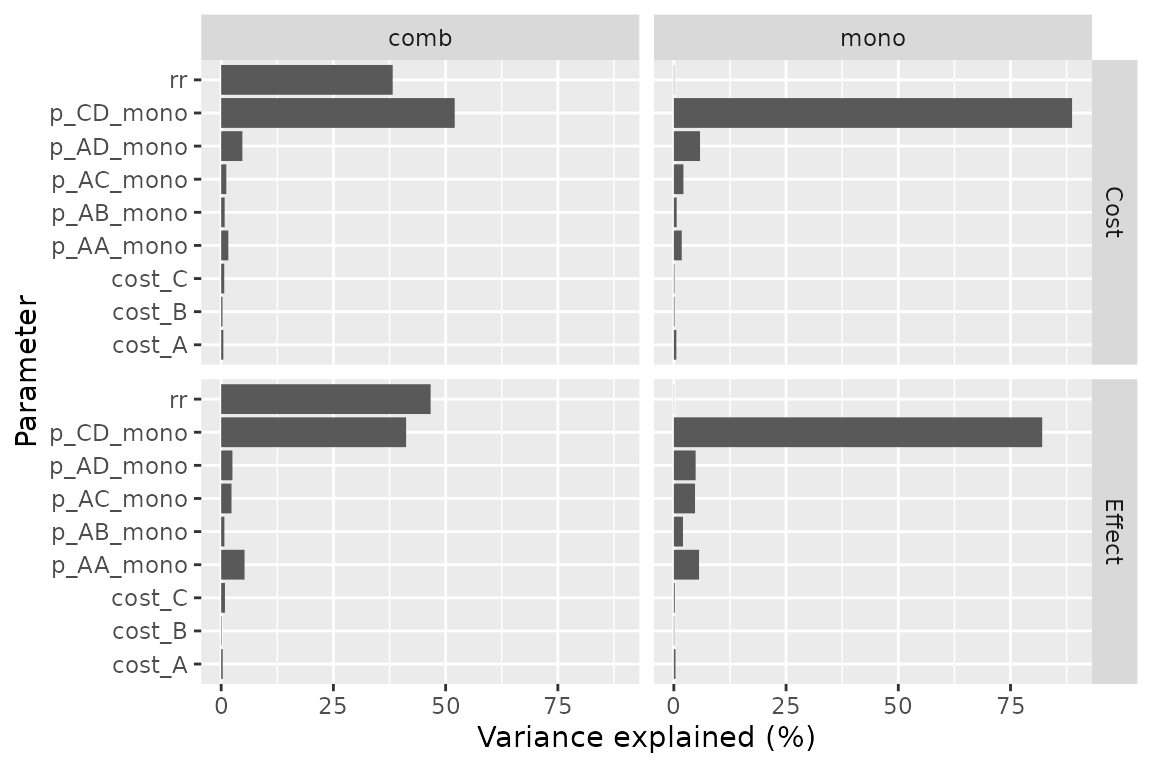 comb
mono
rr
p_CD_mono
p_AD_mono
p_AC_mono
p_AB_mono
p_AA_mono
cost_C
cost_B
cost_A
Cost
rr
p_CD_mono
p_AD_mono
p_AC_mono
p_AB_mono
p_AA_mono
cost_C
cost_B
cost_A
Effect
Parameter
0 25 50 75
0 25 50 75
Variance explained (%)